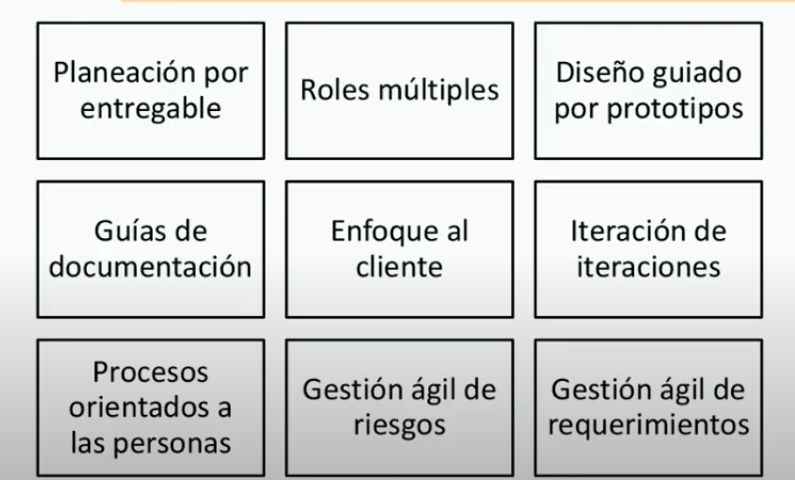 Planeación por
entregable
Roles múltiples
Diseño guiado
por prototipos
Guías de
documentación
Enfoque al
cliente
Iteración de
iteraciones
Procesos
orientados a
las personas
Gestión ágil de
riesgos
Gestión ágil de
requerimientos